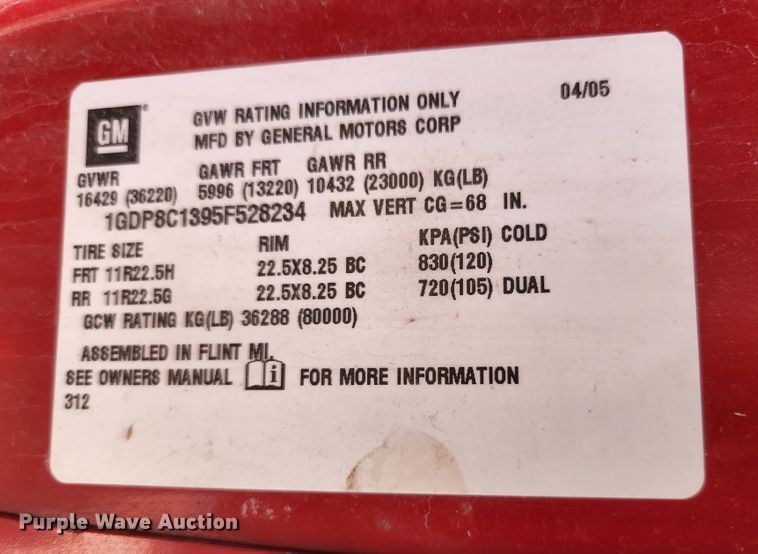 GM
GVW RATING INFORMATION ONLY 04/05
MFD BY GENERAL MOTORS CORP
GVWR GAWR FRT GAWR RR
16429 (36220) 5996 (13220) 10432 (23000) KG(LB)
1GDP8C1395F528234 MAX VERT CG=68 IN.
TIRE SIZE RIM KPA(PSI) COLD
FRT 11R22.5H 22.5X8.25 BC 830(120)
RR 11R22.5G 22.5X8.25 BC 720(105) DUAL
GCW RATING KG(LB) 36288 (80000)
ASSEMBLED IN FLINT MI.
SEE OWNERS MANUAL i FOR MORE INFORMATION
312
Purple Wave Auction